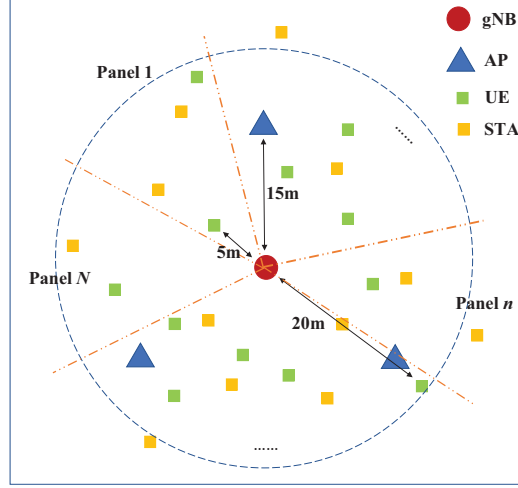 gNB
Panel 1
AP
UE
......
STA
15m
5m
Panel N
Panel n
20m
......